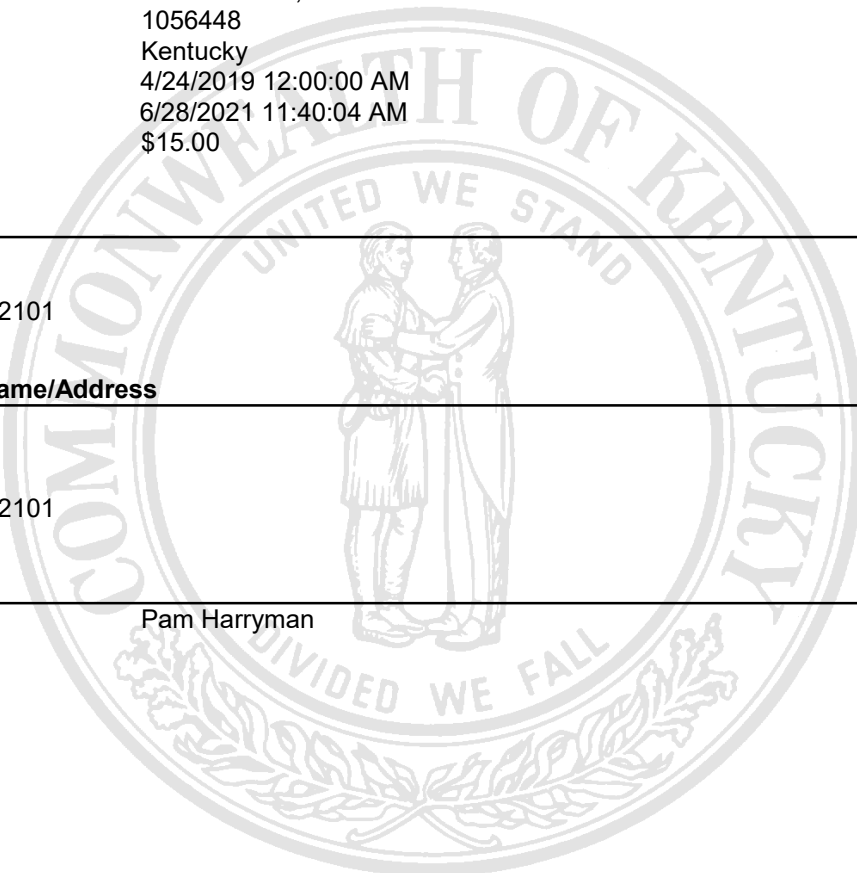 1056448
Kentucky
4/24/2019 12:00:00 AM
6/28/2021 11:40:04 AM
$15.00
COMMONWEALTH OF KENTUCKY
UNITED WE STAND
2101
ame/Address
2101
Pam Harryman
DIVIDED WE FALL